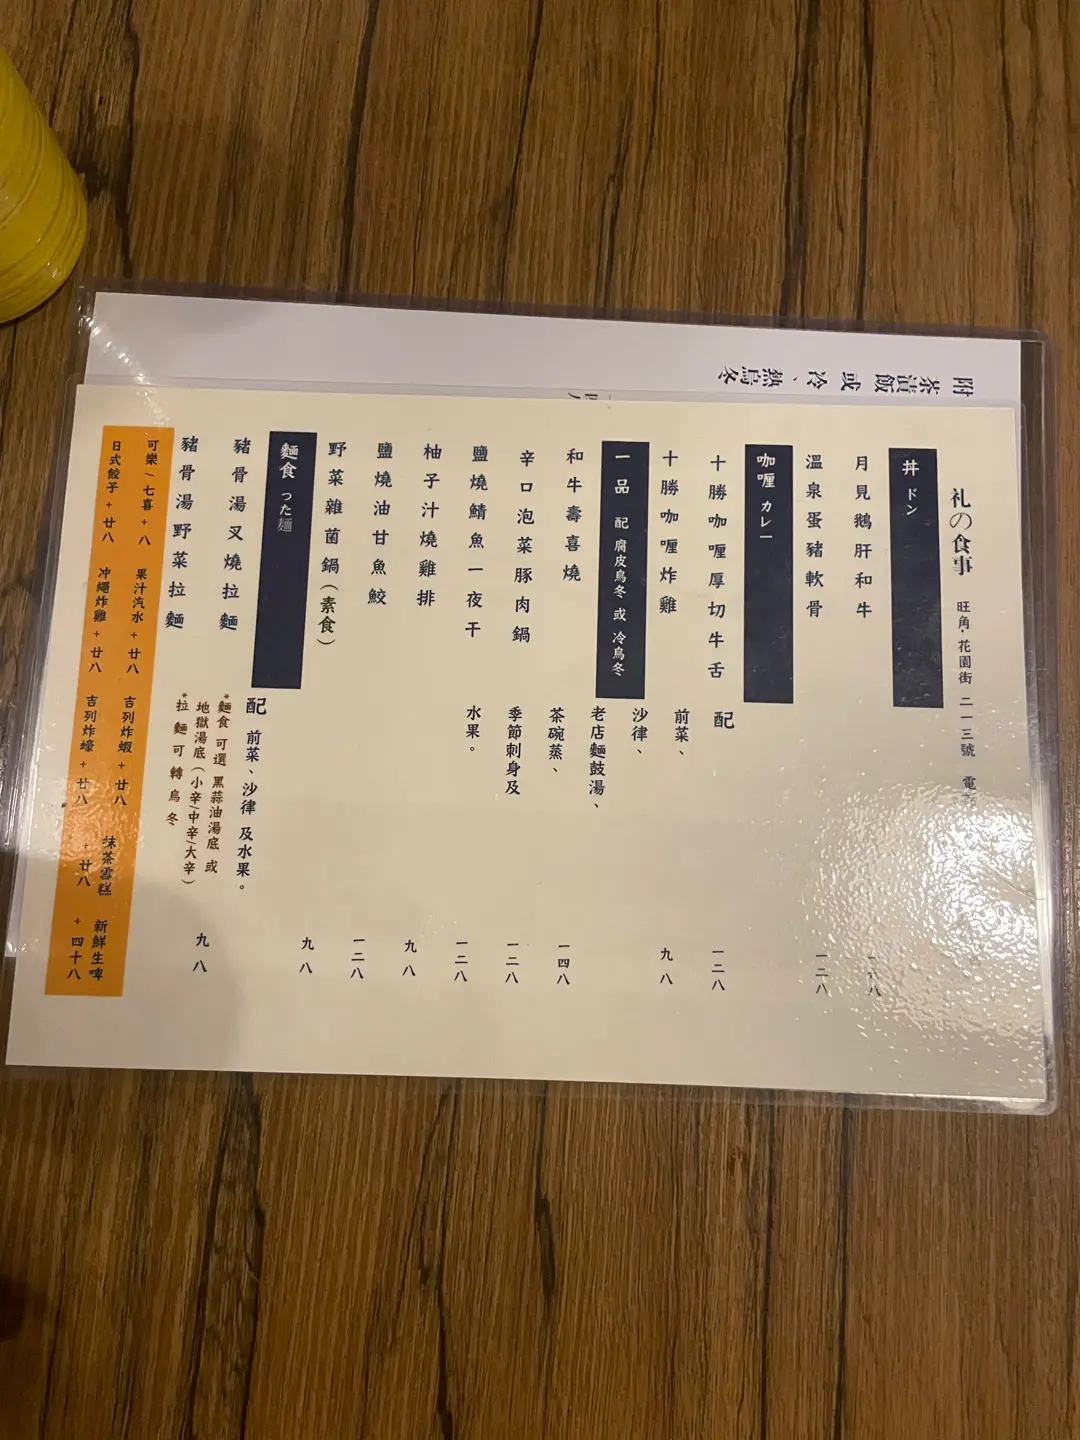 附 茶漬飯 或 冷、熱烏冬
礼の食事 旺角·花園街 二一三號 電
丼 ドン
月見鵝肝和牛
溫泉蛋豬軟骨 一二八
咖喱 カレー
十勝咖喱厚切牛舌 一二八
十勝咖喱炸雞 九八
一品 配 腐皮烏冬 或 冷烏冬
和牛壽喜燒 一四八
辛口泡菜豚肉鍋 一二八
鹽燒鯖魚一夜干 一二八
柚子汁燒雞排 九八
鹽燒油甘魚鮫 一二八
野菜雜菌鍋（素食） 九八
配
前菜、
沙律、
老店麵鼓湯、
茶碗蒸、
季節刺身及
水果。
麵食 つた麵
豬骨湯叉燒拉麵
豬骨湯野菜拉麵 九八
配 前菜、沙律 及水果。
*麵食 可選 黑蒜油湯底 或
地獄湯底（小辛/中辛/大辛）
*拉麵可轉烏冬
可樂/七喜+八 果汁汽水+廿八 吉列炸蝦+廿八 抹茶雪糕+廿八 新鮮生啤+四十八
日式餃子+廿八 冲繩炸雞+廿八 吉列炸蠔+廿八